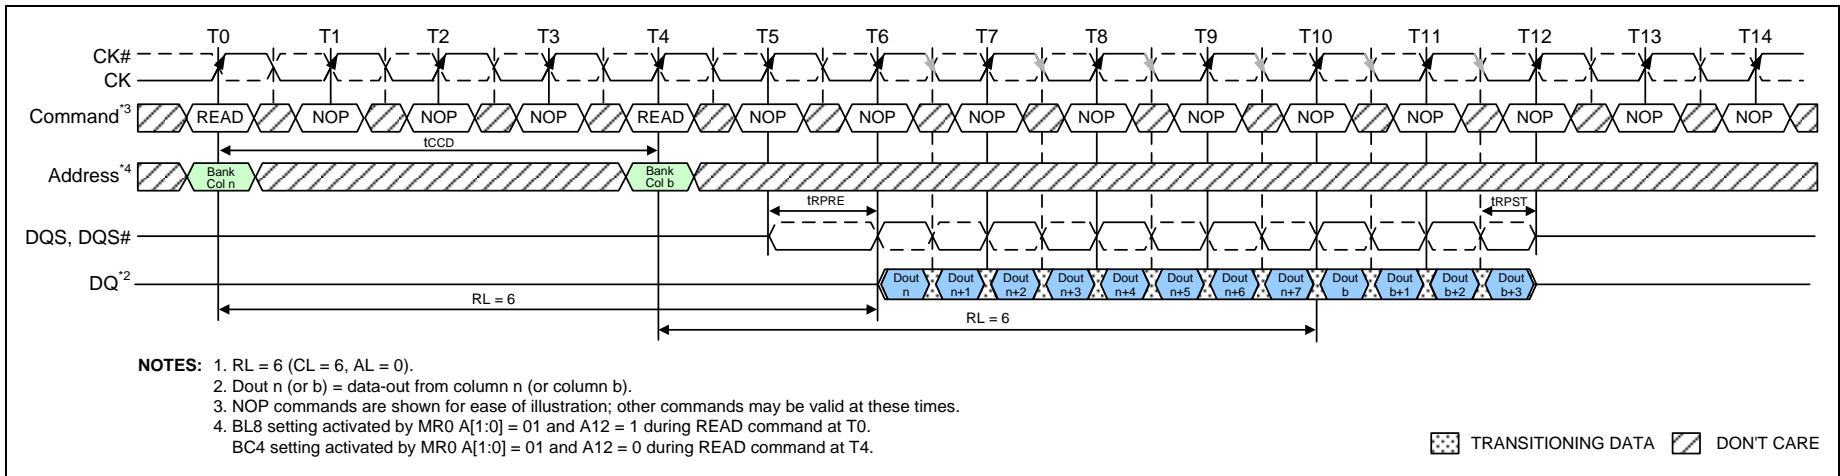 T0 T1 T2 T3 T4 T5 T6 T7 T8 T9 T10 T11 T12 T13 T14
CK#
CK
Command*3 READ NOP NOP NOP READ NOP NOP NOP NOP NOP NOP NOP NOP NOP NOP
tCCD
Address*4 Bank Col n Bank Col b
tRPRE tRPST
DQS, DQS#
DQ*2 Dout n Dout n+1 Dout n+2 Dout n+3 Dout n+4 Dout n+5 Dout n+6 Dout n+7 Dout b Dout b+1 Dout b+2 Dout b+3
RL = 6
RL = 6
NOTES: 1. RL = 6 (CL = 6, AL = 0).
2. Dout n (or b) = data-out from column n (or column b).
3. NOP commands are shown for ease of illustration; other commands may be valid at these times.
4. BL8 setting activated by MR0 A[1:0] = 01 and A12 = 1 during READ command at T0.
BC4 setting activated by MR0 A[1:0] = 01 and A12 = 0 during READ command at T4.
TRANSITIONING DATA DON'T CARE